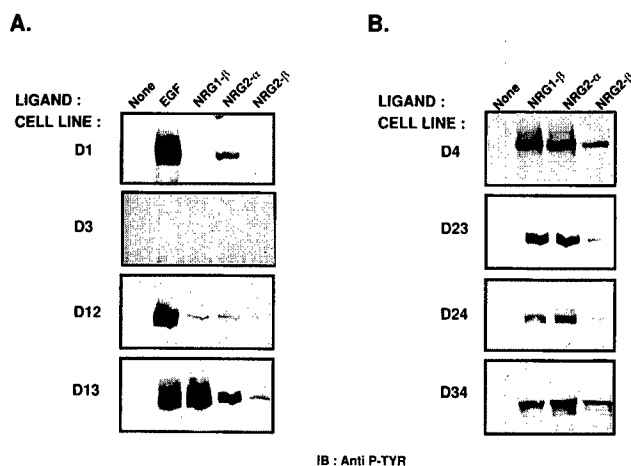 A.
LIGAND :
None EGF NRG1-β NRG2-α NRG2-β
CELL LINE :
D1
D3
D12
D13
B.
LIGAND :
None NRG1-β NRG2-α NRG2-β
CELL LINE :
D4
D23
D24
D34
IB : Anti P-TYR